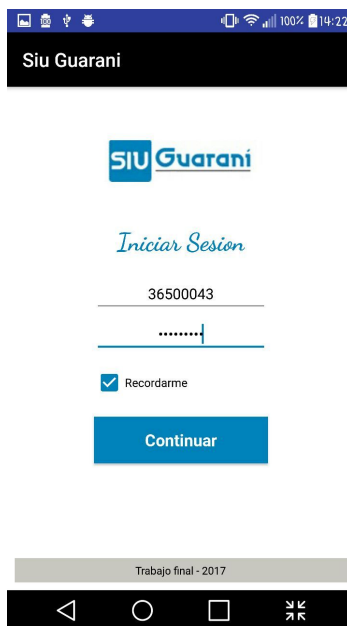 100% 14:22
Siu Guarani
SIU Guaraní
Iniciar Sesion
36500043
•••••••••
Recordarme
Continuar
Trabajo final - 2017